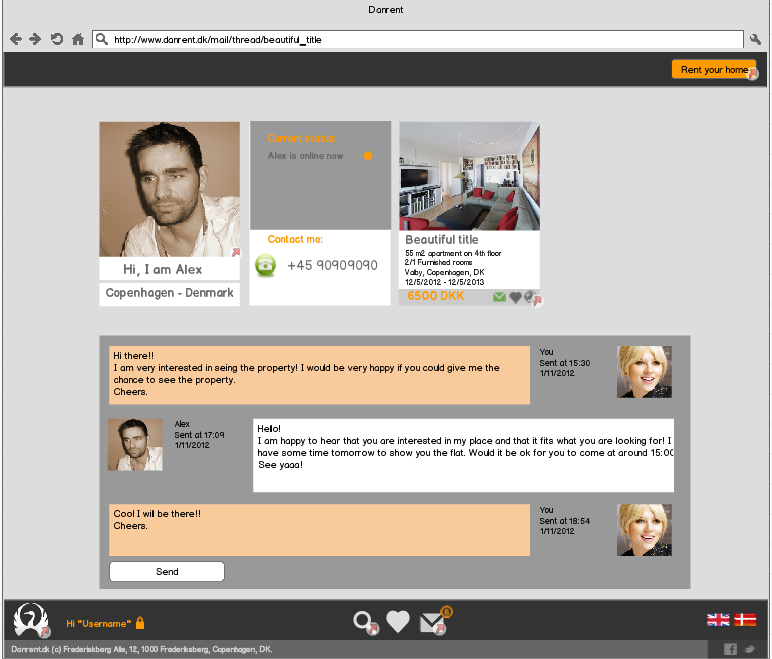 Danrent
http://www.danrent.dk/mail/thread/beautiful_title
Rent your home
Hi, I am Alex
Copenhagen - Denmark
Current status:
Alex is online now
Contact me:
+45 90909090
Beautiful title
55 m2 apartment on 4th floor
2/1 Furnished rooms
Valby, Copenhagen, DK
12/5/2012 - 12/5/2013
6500 DKK
Hi there!!
I am very interested in seing the property! I would be very happy if you could give me the
chance to see the property.
Cheers.
You
Sent at 15:30
1/11/2012
Alex
Sent at 17:09
1/11/2012
Hello!
I am happy to hear that you are interested in my place and that it fits what you are looking for! I
have some time tomorrow to show you the flat. Would it be ok for you to come at around 15:00
See yaaa!
Cool I will be there!!
Cheers.
You
Sent at 18:54
1/11/2012
Send
Hi "Username"
6
Danrent.dk (c) Frederiskberg Alle, 12, 1000 Frederiksberg, Copenhagen, DK.